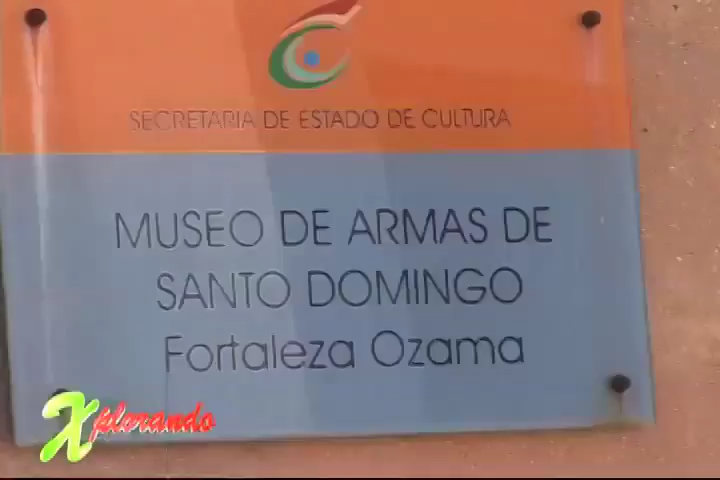 SECRETARIA DE ESTADO DE CULTURA
MUSEO DE ARMAS DE
SANTO DOMINGO
Fortaleza Ozama
Xplorando